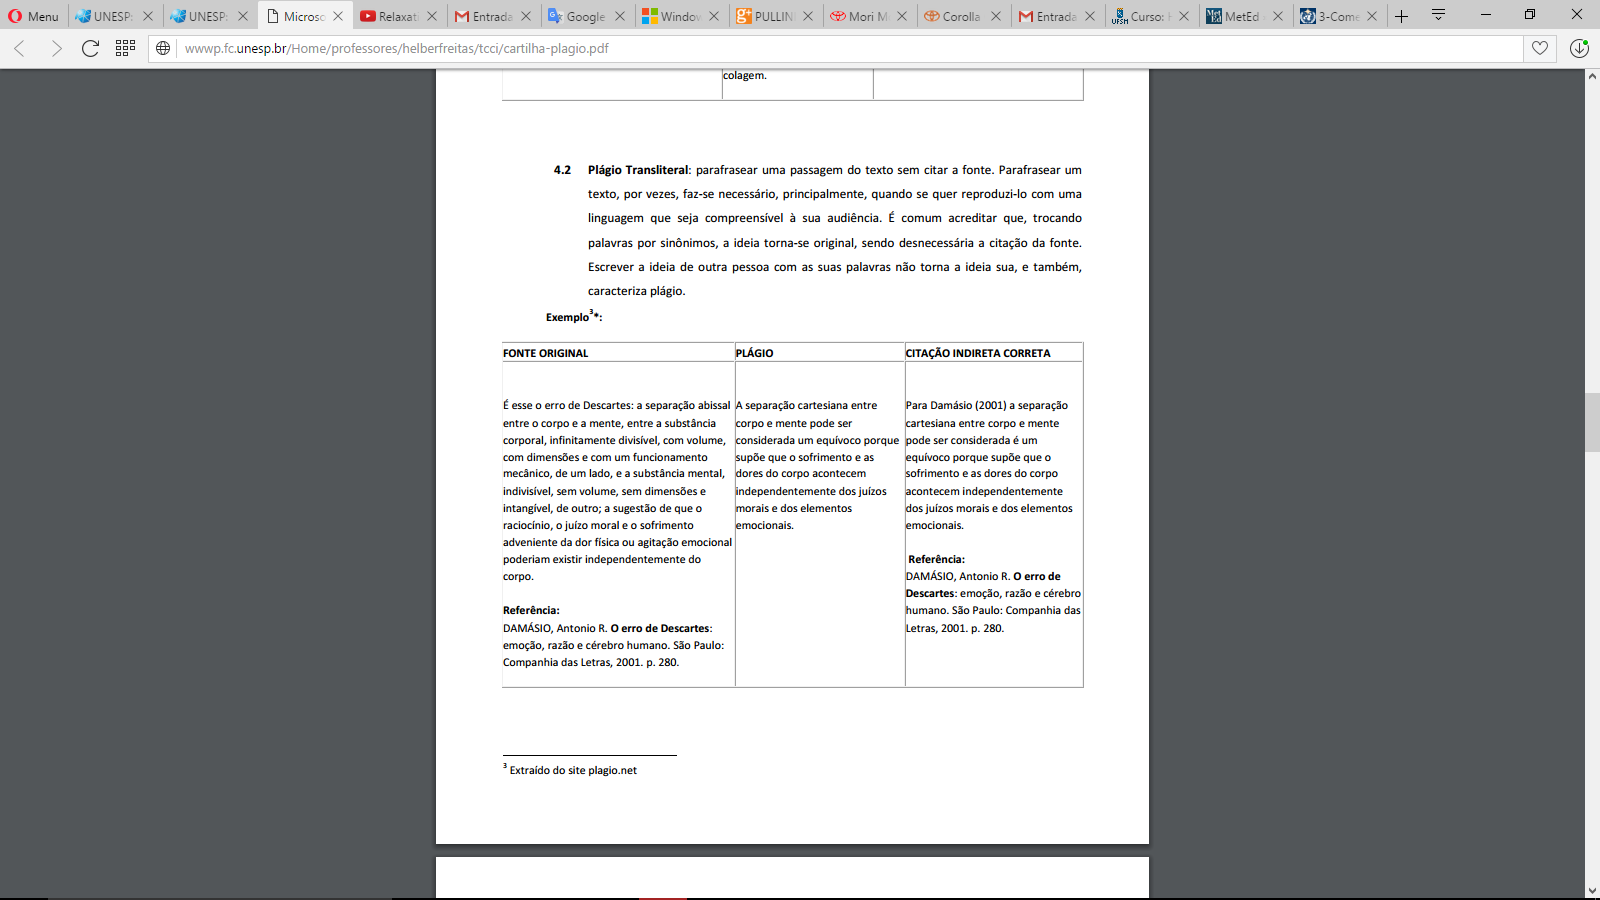 Menu
UNESP:
UNESP:
Microso
Relaxat
Entrada
Google
Window
PULLIN
Mori M
Corolla
Entrada
Curso: H
MetEd
3-Come
wwwp.fc.unesp.br/Home/professores/helberfreitas/tcci/cartilha-plagio.pdf
colagem.
4.2 Plágio Transliteral: parafrasear uma passagem do texto sem citar a fonte. Parafrasear um
texto, por vezes, faz-se necessário, principalmente, quando se quer reproduzi-lo com uma
linguagem que seja compreensível à sua audiência. É comum acreditar que, trocando
palavras por sinônimos, a ideia torna-se original, sendo desnecessária a citação da fonte.
Escrever a ideia de outra pessoa com as suas palavras não torna a ideia sua, e também,
caracteriza plágio.
Exemplo3*:
FONTE ORIGINAL
É esse o erro de Descartes: a separação abissal
entre o corpo e a mente, entre a substância
corporal, infinitamente divisível, com volume,
com dimensões e com um funcionamento
mecânico, de um lado, e a substância mental,
indivisível, sem volume, sem dimensões e
intangível, de outro; a sugestão de que o
raciocínio, o juízo moral e o sofrimento
adveniente da dor física ou agitação emocional
poderiam existir independentemente do
corpo.
Referência:
DAMÁSIO, Antonio R. O erro de Descartes:
emoção, razão e cérebro humano. São Paulo:
Companhia das Letras, 2001. p. 280.
PLÁGIO
A separação cartesiana entre
corpo e mente pode ser
considerada um equívoco porque
supõe que o sofrimento e as
dores do corpo acontecem
independentemente dos juízos
morais e dos elementos
emocionais.
CITAÇÃO INDIRETA CORRETA
Para Damásio (2001) a separação
cartesiana entre corpo e mente
pode ser considerada é um
equívoco porque supõe que o
sofrimento e as dores do corpo
acontecem independentemente
dos juízos morais e dos elementos
emocionais.
Referência:
DAMÁSIO, Antonio R. O erro de
Descartes: emoção, razão e cérebro
humano. São Paulo: Companhia das
Letras, 2001. p. 280.
3 Extraído do site plagio.net